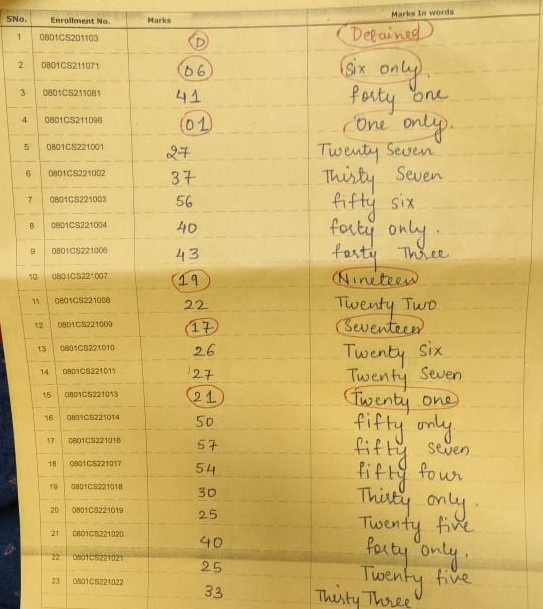 SNo. Enrollment No. Marks Marks In words
1 0801CS201103 D Detained
2 0801CS211071 06 Six only.
3 0801CS211081 41 forty one
4 0801CS211098 01 One only.
5 0801CS221001 27 Twenty Seven
6 0801CS221002 37 Thirty Seven
7 0801CS221003 56 fifty six
8 0801CS221004 40 forty only.
9 0801CS221006 43 forty Three
10 0801CS221007 19 Nineteen
11 0801CS221008 22 Twenty Two
12 0801CS221009 17 Seventeen
13 0801CS221010 26 Twenty Six
14 0801CS221011 27 Twenty Seven
15 0801CS221013 21 Twenty one
16 0801CS221014 50 fifty only
17 0801CS221016 57 fifty seven
18 0801CS221017 54 fifty four
19 0801CS221018 30 Thirty only.
20 0801CS221019 25 Twenty five
21 0801CS221020 40 forty only.
22 0801CS221021 25 Twenty five
23 0801CS221022 33 Thirty Three